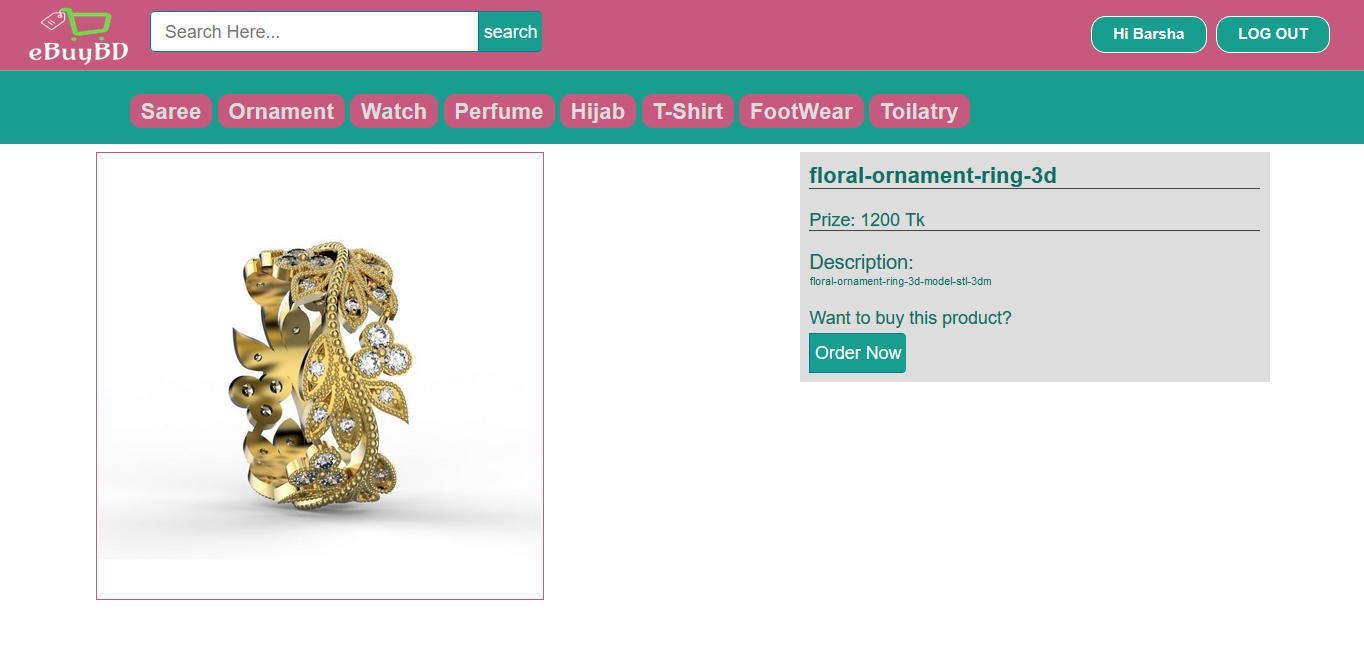 eBuyBD
Search Here...
search
Hi Barsha
LOG OUT
Saree
Ornament
Watch
Perfume
Hijab
T-Shirt
FootWear
Toilatry
floral-ornament-ring-3d
Prize: 1200 Tk
Description:
floral-ornament-ring-3d-model-stl-3dm
Want to buy this product?
Order Now